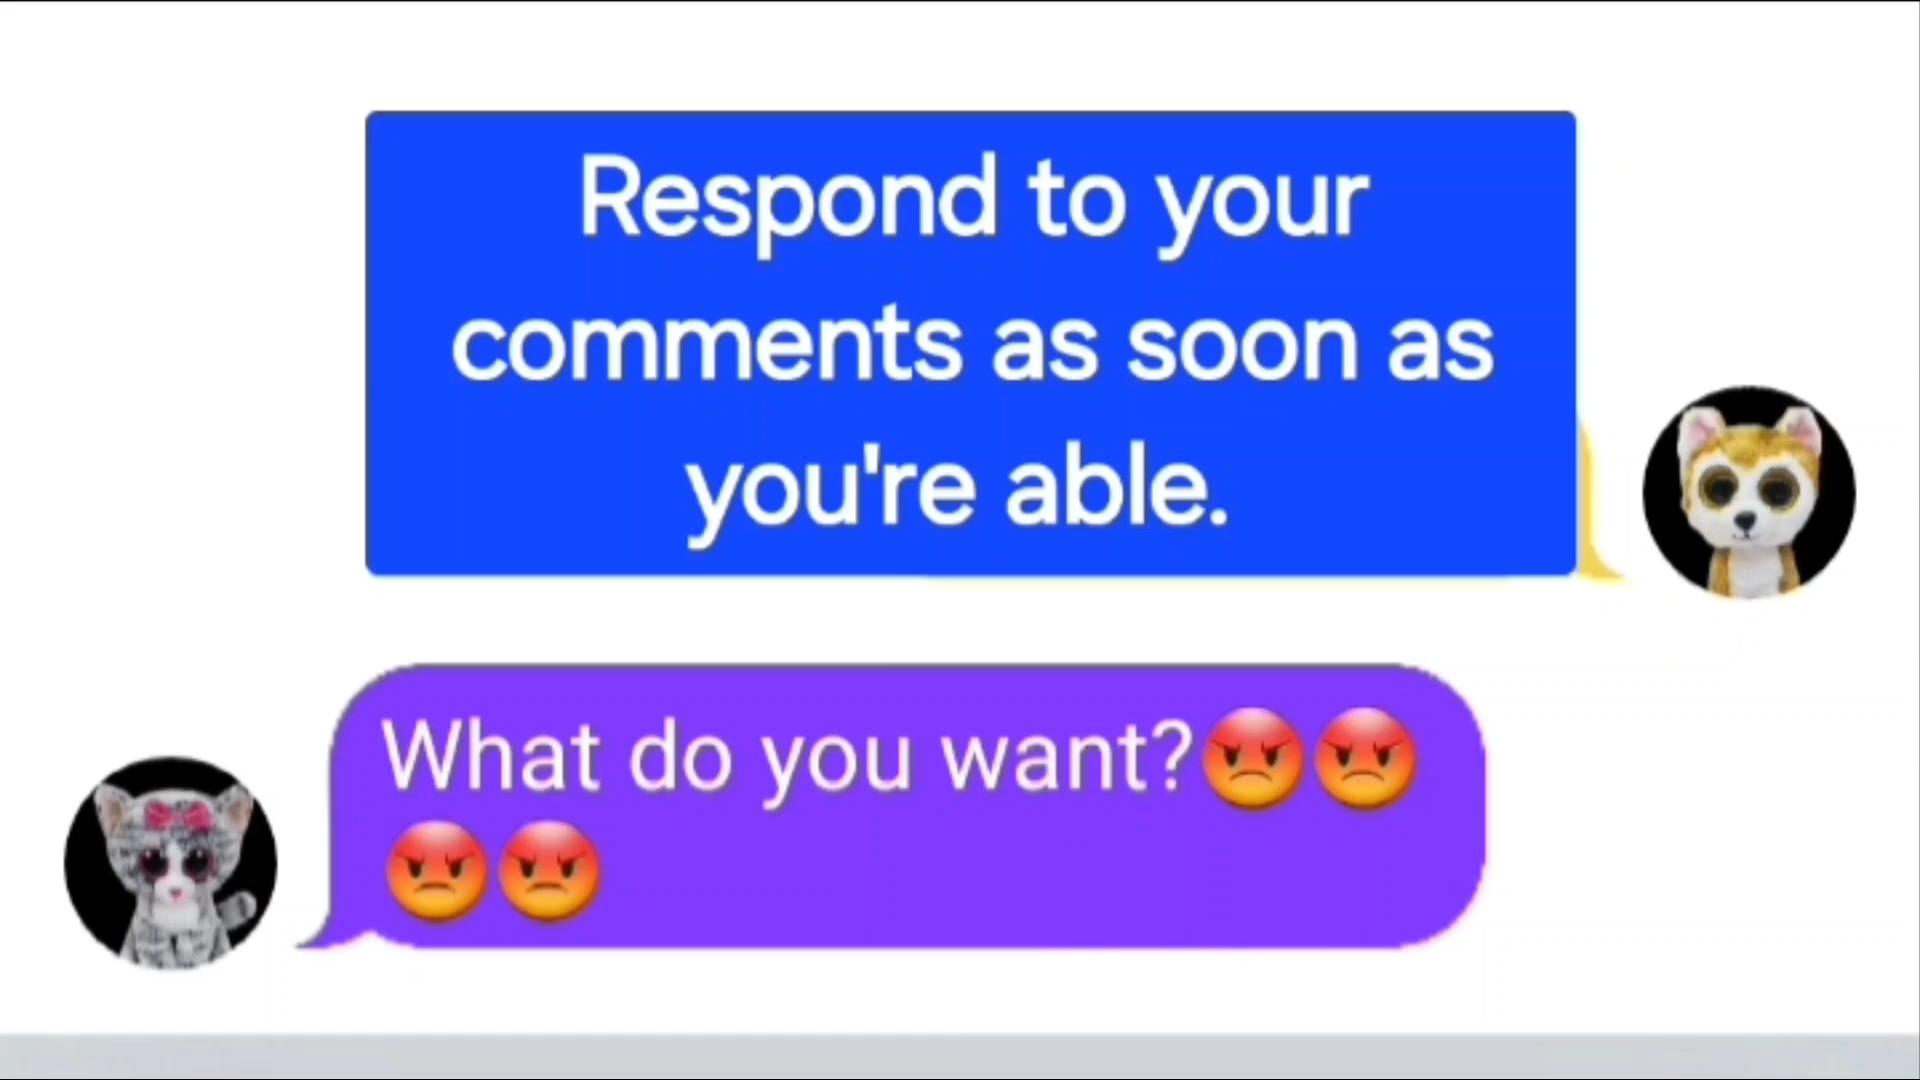 Respond to your
comments as soon as
you're able.
What do you want?😡😡
😡😡